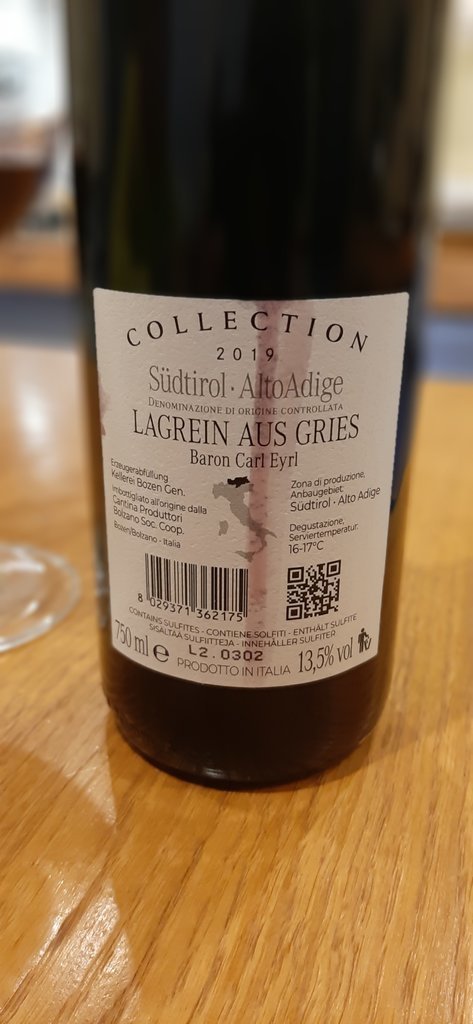 COLLECTION
2019
Südtirol · AltoAdige
DENOMINAZIONE DI ORIGINE CONTROLLATA
LAGREIN AUS GRIES
Baron Carl Eyrl
Erzeugerabfüllung
Kellerei Bozen Gen.
Imbottigliato all'origine dalla
Cantina Produttori
Bolzano Soc. Coop.
Bozen/Bolzano - Italia
Zona di produzione,
Anbaugebiet:
Südtirol · Alto Adige
Degustazione,
Serviertemperatur:
16-17°C
8 029371 362175
CONTAINS SULFITES - CONTIENE SOLFITI - ENTHÄLT SULFITE
SISÄLTÄÄ SULFIITTEJA - INNEHÅLLER SULFITER
L2.0302
750 ml e PRODOTTO IN ITALIA 13,5% vol